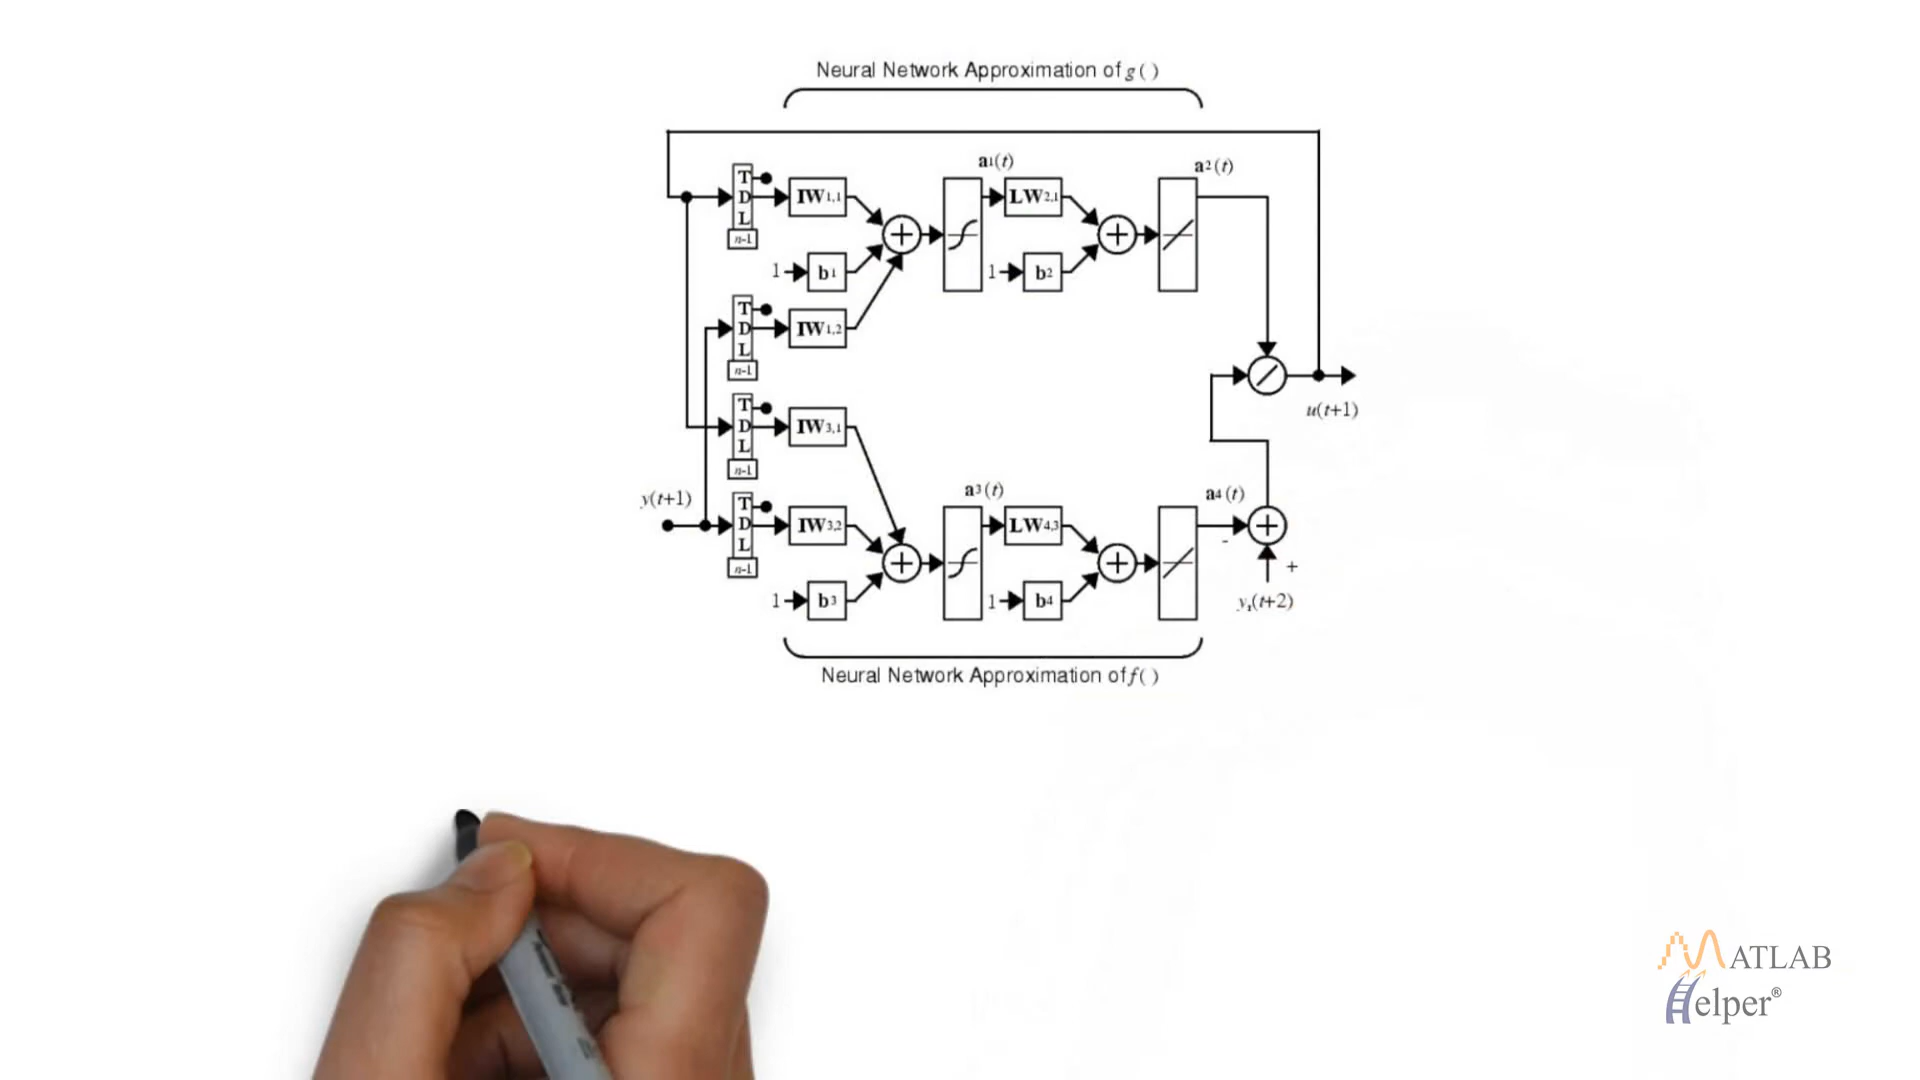 Neural Network Approximation of g ( )
a1(t)
a2 (t)
T
D
L
n-1
IW1,1
LW2,1
1
b1
1
b2
T
D
L
n-1
IW1,2
u(t+1)
T
D
L
n-1
IW3,1
y(t+1)
a3 (t)
a4 (t)
T
D
L
n-1
IW3,2
LW4,3
-
+
1
b3
1
b4
yr(t+2)
Neural Network Approximation of f ( )
MATLAB
Helper®